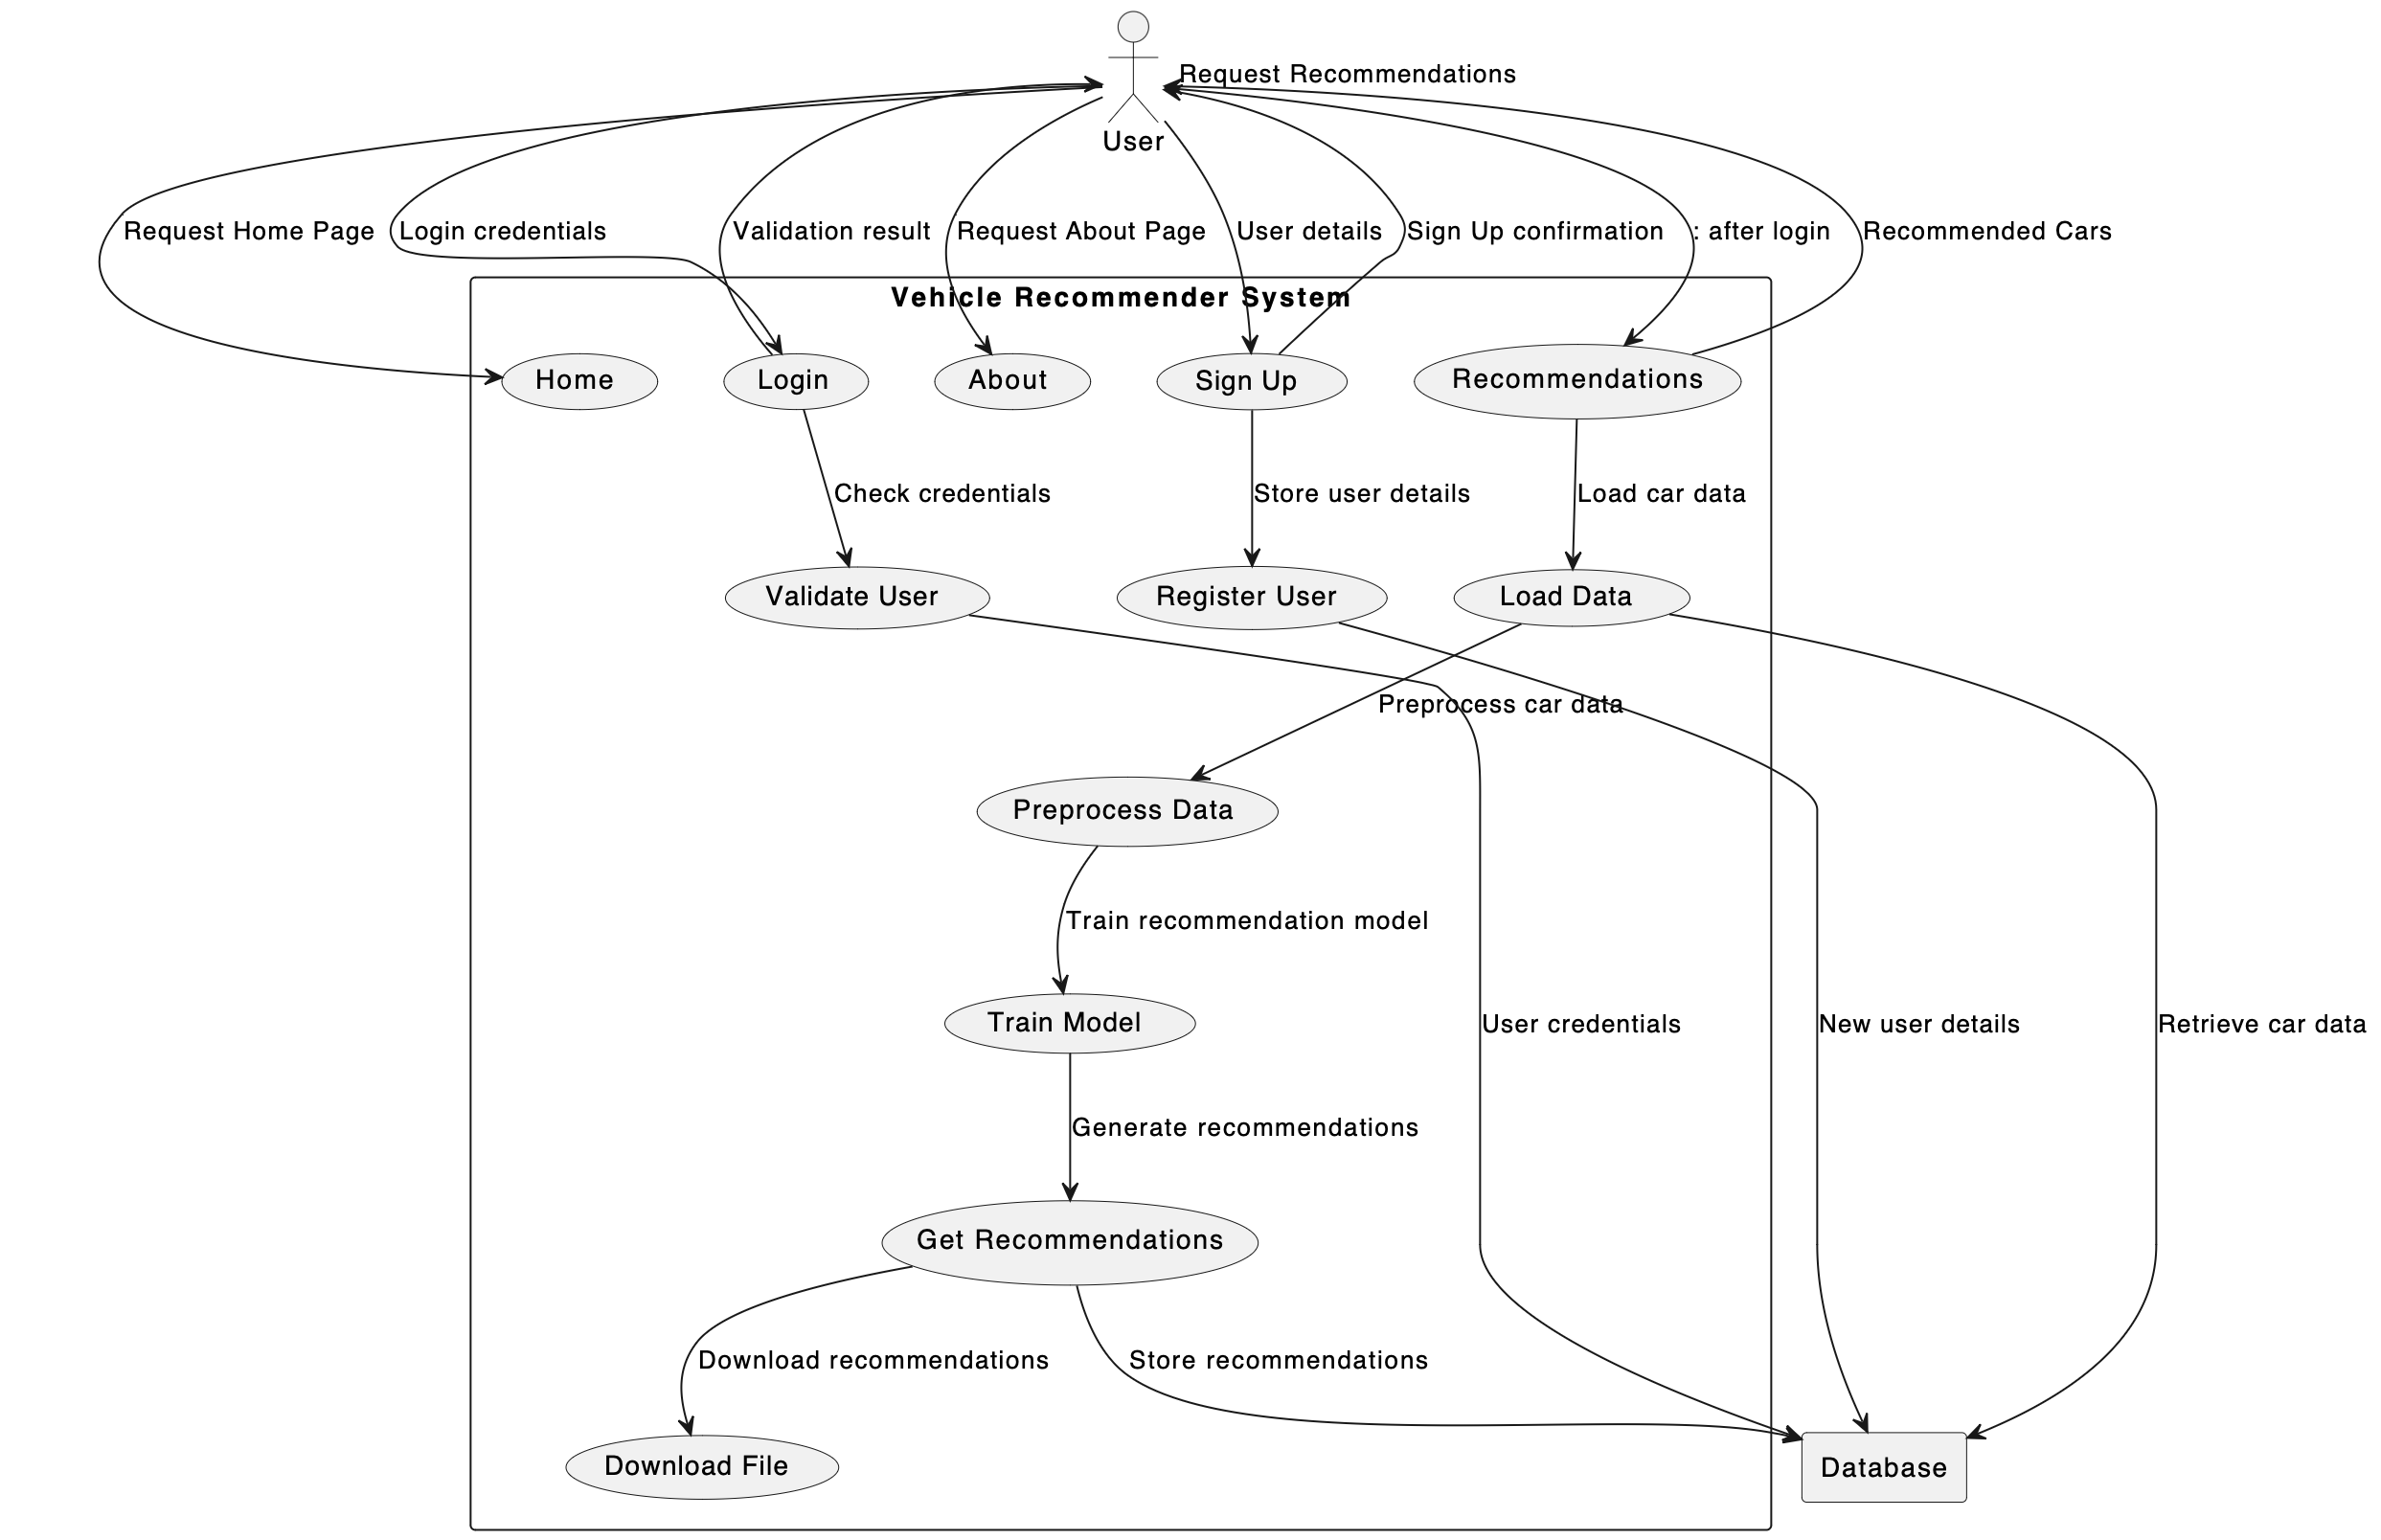 Request Recommendations
User
Request Home Page
Login credentials
Validation result
Request About Page
User details
Sign Up confirmation
: after login
Recommended Cars
Vehicle Recommender System
Home
Login
About
Sign Up
Recommendations
Check credentials
Store user details
Load car data
Validate User
Register User
Load Data
Preprocess car data
Preprocess Data
Train recommendation model
Train Model
User credentials
New user details
Retrieve car data
Generate recommendations
Get Recommendations
Download recommendations
Store recommendations
Download File
Database